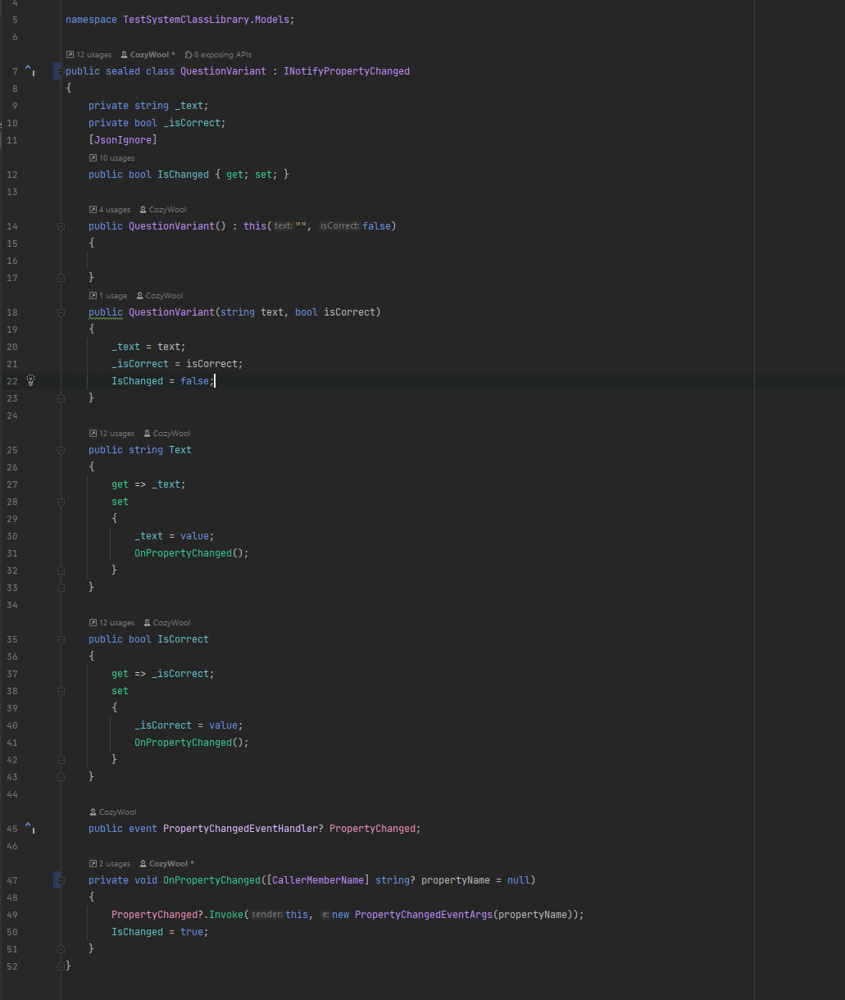 4
5 namespace TestSystemClassLibrary.Models;
6
12 usages CozyWool * 8 exposing APIs
7 public sealed class QuestionVariant : INotifyPropertyChanged
8 {
9 private string _text;
10 private bool _isCorrect;
11 [JsonIgnore]
10 usages
12 public bool IsChanged { get; set; }
13
4 usages CozyWool
14 public QuestionVariant() : this(text: "", isCorrect: false)
15 {
16
17 }
1 usage CozyWool
18 public QuestionVariant(string text, bool isCorrect)
19 {
20 _text = text;
21 _isCorrect = isCorrect;
22 IsChanged = false;
23 }
24
12 usages CozyWool
25 public string Text
26 {
27 get => _text;
28 set
29 {
30 _text = value;
31 OnPropertyChanged();
32 }
33 }
34
12 usages CozyWool
35 public bool IsCorrect
36 {
37 get => _isCorrect;
38 set
39 {
40 _isCorrect = value;
41 OnPropertyChanged();
42 }
43 }
44
CozyWool
45 public event PropertyChangedEventHandler? PropertyChanged;
46
2 usages CozyWool *
47 private void OnPropertyChanged([CallerMemberName] string? propertyName = null)
48 {
49 PropertyChanged?.Invoke(sender: this, e: new PropertyChangedEventArgs(propertyName));
50 IsChanged = true;
51 }
52 }